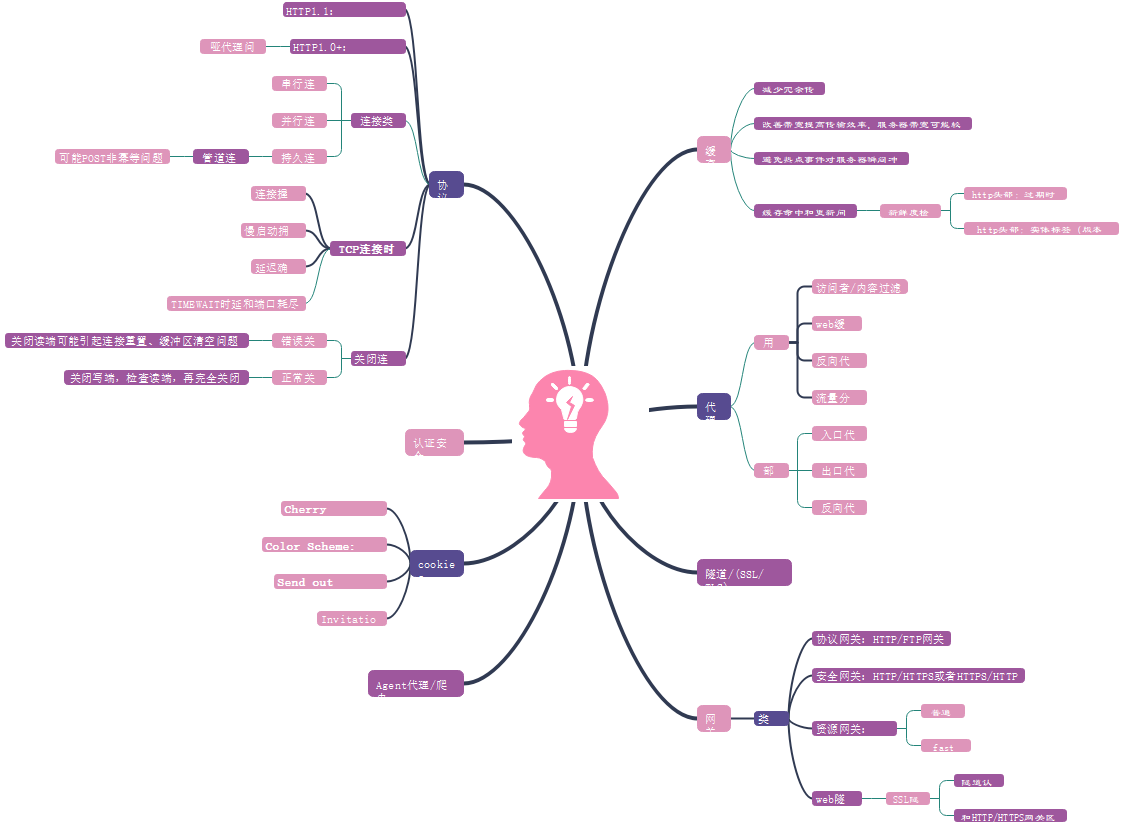 HTTP1.1:
HTTP1.0+:
哑代理问
串行连
并行连
连接类
可能POST非幂等问题
管道连
持久连
协议
连接握
慢启动拥
TCP连接时
延迟确
TIMEWAIT时延和端口耗尽
关闭读端可能引起连接重置、缓冲区清空问题
错误关
关闭连
关闭写端，检查读端，再完全关闭
正常关
认证安
Cherry
Color Scheme:
cookie
Send out
Invitatio
Agent代理/爬
减少冗余传
改善带宽提高传输效率，服务器带宽可能较
缓
避免热点事件对服务器瞬间冲
缓存命中和更新问
新鲜度检
http头部：过期时
http头部：实体标签（版本
访问者/内容过滤
web缓
用
反向代
流量分
代理
入口代
部
出口代
反向代
隧道/(SSL/
TLS)
协议网关：HTTP/FTP网关
安全网关：HTTP/HTTPS或者HTTPS/HTTP
网关
类
资源网关：
普通
fast
web隧
SSL隧
隧道认
和HTTP/HTTPS网关区